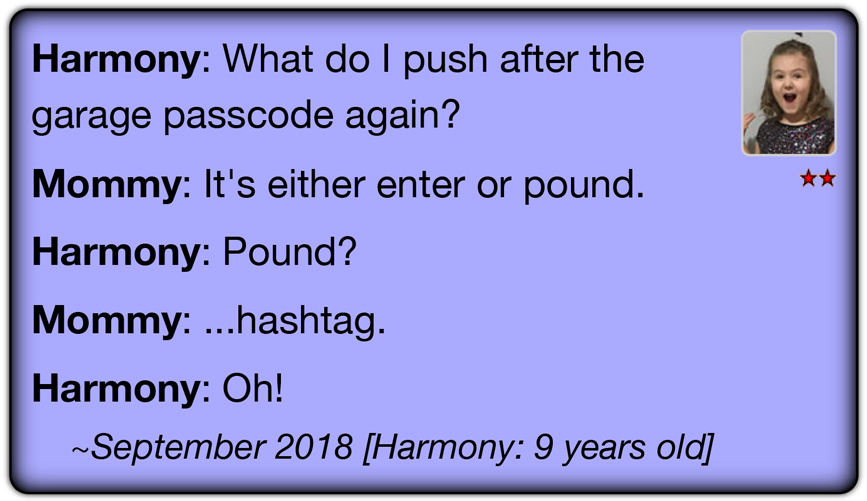 Harmony: What do I push after the
garage passcode again?
Mommy: It's either enter or pound.
Harmony: Pound?
Mommy: ...hashtag.
Harmony: Oh!
~September 2018 [Harmony: 9 years old]